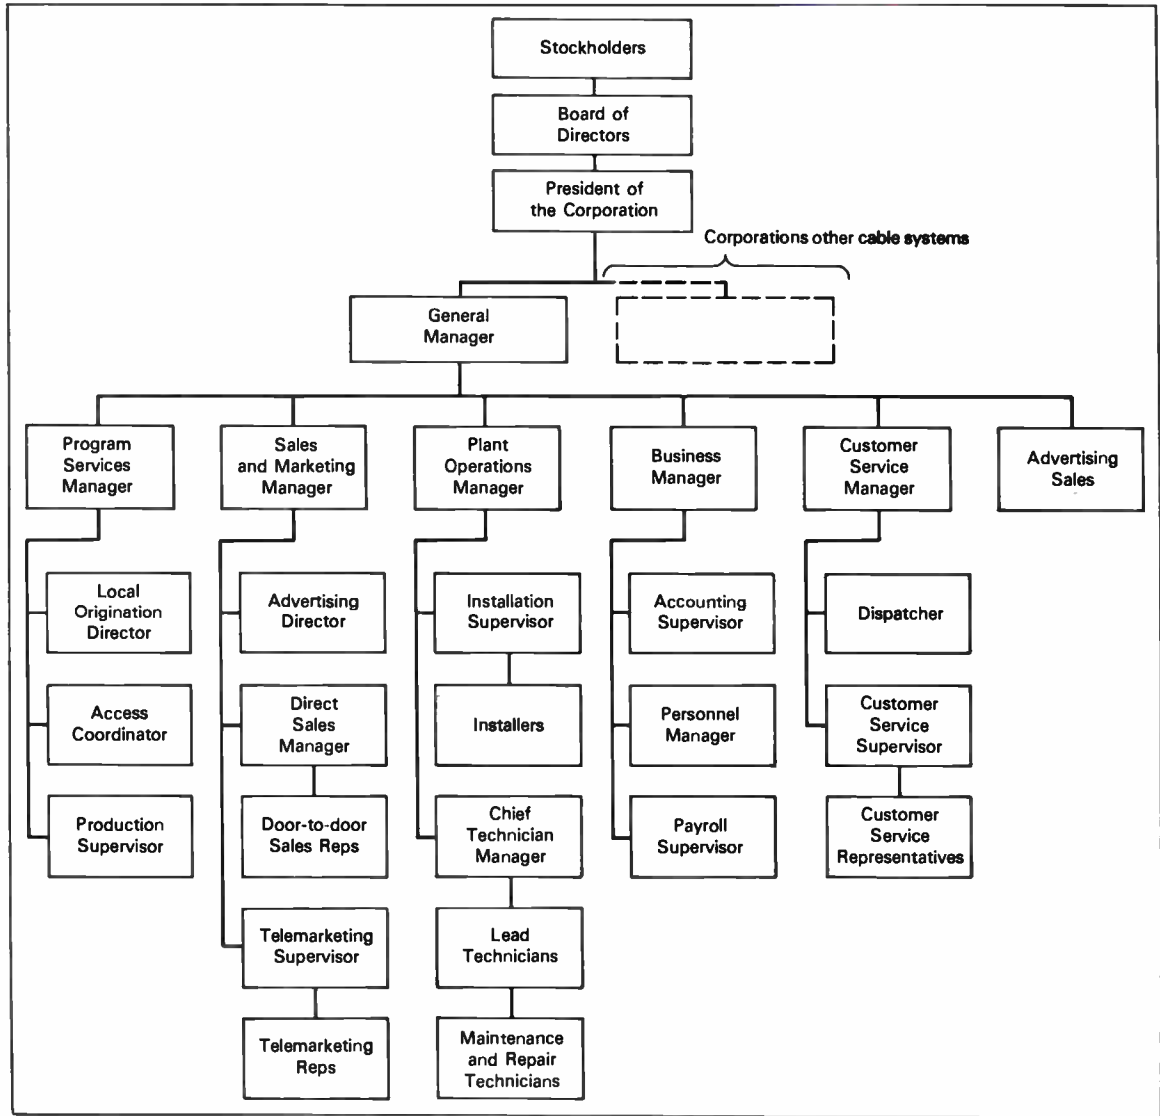 Stockholders
Board of
Directors
President of
the Corporation
Corporations other cable systems
General
Manager
Program
Services
Manager
Sales
and Marketing
Manager
Plant
Operations
Manager
Business
Manager
Customer
Service
Manager
Advertising
Sales
Local
Origination
Director
Access
Coordinator
Production
Supervisor
Advertising
Director
Direct
Sales
Manager
Door-to-door
Sales Reps
Telemarketing
Supervisor
Telemarketing
Reps
Installation
Supervisor
Installers
Chief
Technician
Manager
Lead
Technicians
Maintenance
and Repair
Technicians
Accounting
Supervisor
Personnel
Manager
Payroll
Supervisor
Dispatcher
Customer
Service
Supervisor
Customer
Service
Representatives